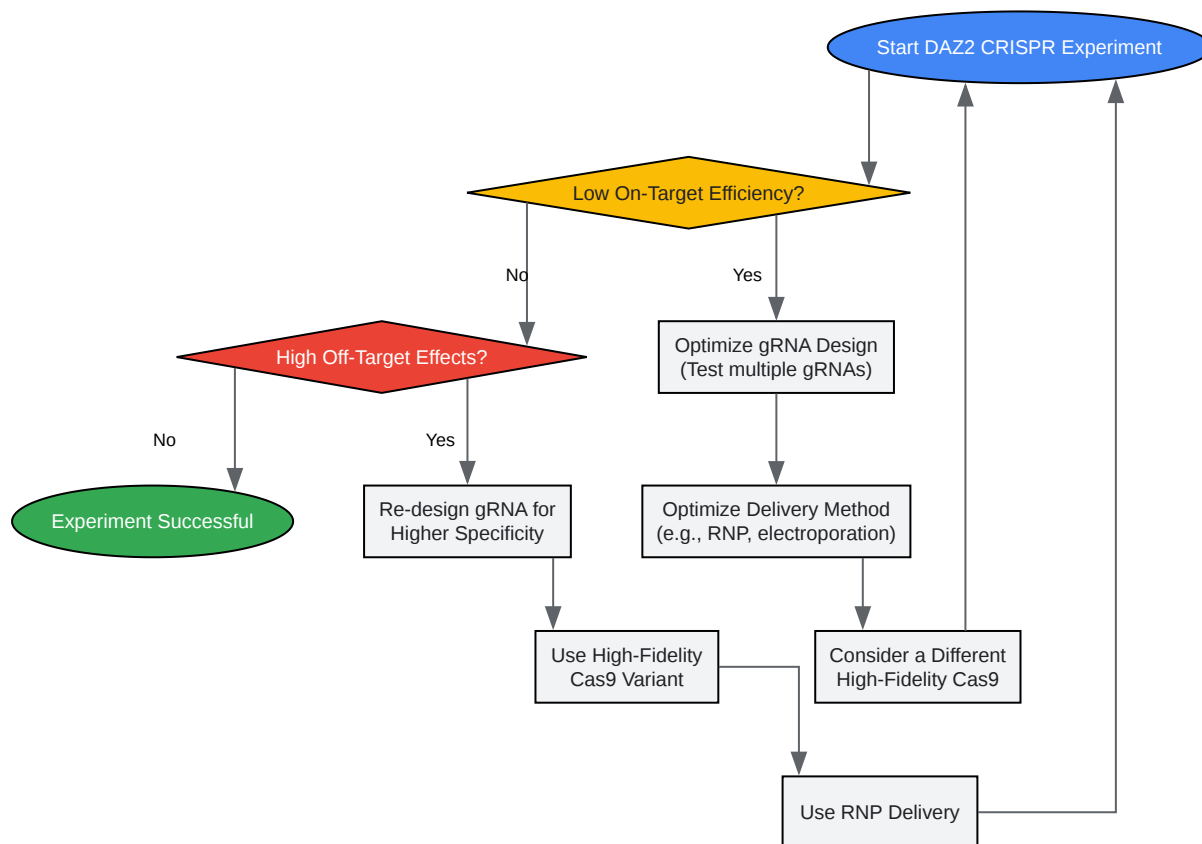 Start DAZ2 CRISPR Experiment
Low On-Target Efficiency?
No
Yes
High Off-Target Effects?
Optimize gRNA Design
(Test multiple gRNAs)
No
Yes
Experiment Successful
Re-design gRNA for
Higher Specificity
Optimize Delivery Method
(e.g., RNP, electroporation)
Use High-Fidelity
Cas9 Variant
Consider a Different
High-Fidelity Cas9
Use RNP Delivery